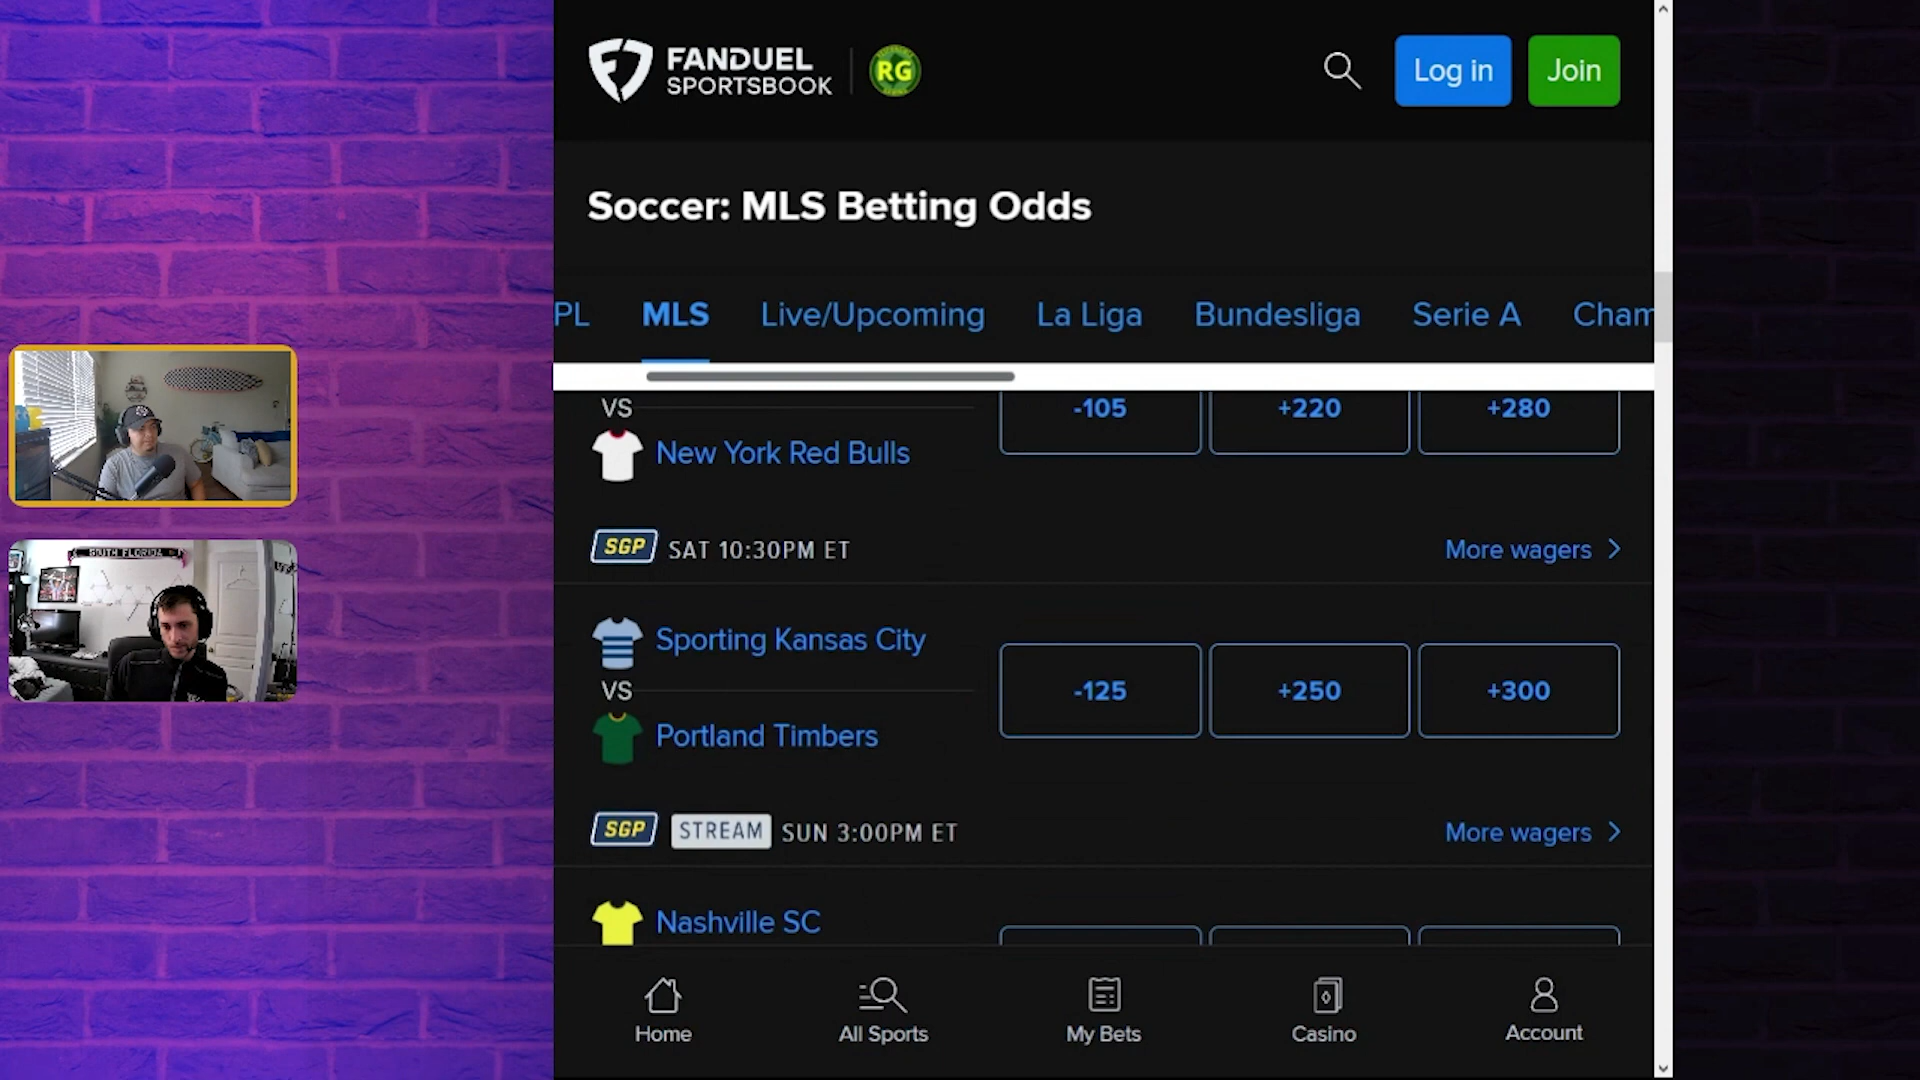 FANDUEL
SPORTSBOOK
RG
Log in
Join
Soccer: MLS Betting Odds
PL
MLS
Live/Upcoming
La Liga
Bundesliga
Serie A
Cham
VS
-105
+220
+280
New York Red Bulls
SGP
SAT 10:30PM ET
More wagers
Sporting Kansas City
VS
-125
+250
+300
Portland Timbers
SGP
STREAM
SUN 3:00PM ET
More wagers
Nashville SC
Home
All Sports
My Bets
Casino
Account
SOUTH FLORIDA